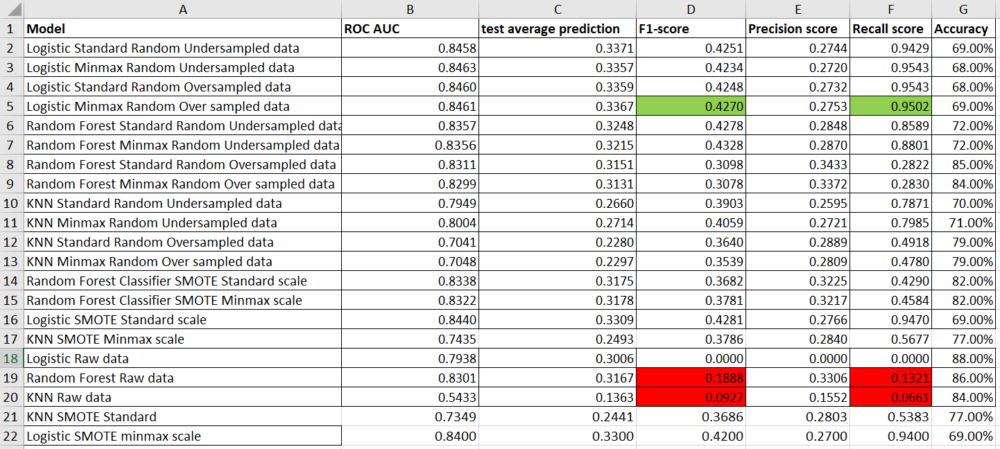 A B C D E F G
1 Model ROC AUC test average prediction F1-score Precision score Recall score Accuracy
2 Logistic Standard Random Undersampled data 0.8458 0.3371 0.4251 0.2744 0.9429 69.00%
3 Logistic Minmax Random Undersampled data 0.8463 0.3357 0.4234 0.2720 0.9543 68.00%
4 Logistic Standard Random Oversampled data 0.8460 0.3359 0.4248 0.2732 0.9543 68.00%
5 Logistic Minmax Random Over sampled data 0.8461 0.3367 0.4270 0.2753 0.9502 69.00%
6 Random Forest Standard Random Undersampled data 0.8357 0.3248 0.4278 0.2848 0.8589 72.00%
7 Random Forest Minmax Random Undersampled data 0.8356 0.3215 0.4328 0.2870 0.8801 72.00%
8 Random Forest Standard Random Oversampled data 0.8311 0.3151 0.3098 0.3433 0.2822 85.00%
9 Random Forest Minmax Random Over sampled data 0.8299 0.3131 0.3078 0.3372 0.2830 84.00%
10 KNN Standard Random Undersampled data 0.7949 0.2660 0.3903 0.2595 0.7871 70.00%
11 KNN Minmax Random Undersampled data 0.8004 0.2714 0.4059 0.2721 0.7985 71.00%
12 KNN Standard Random Oversampled data 0.7041 0.2280 0.3640 0.2889 0.4918 79.00%
13 KNN Minmax Random Over sampled data 0.7048 0.2297 0.3539 0.2809 0.4780 79.00%
14 Random Forest Classifier SMOTE Standard scale 0.8338 0.3175 0.3682 0.3225 0.4290 82.00%
15 Random Forest Classifier SMOTE Minmax scale 0.8322 0.3178 0.3781 0.3217 0.4584 82.00%
16 Logistic SMOTE Standard scale 0.8440 0.3309 0.4281 0.2766 0.9470 69.00%
17 KNN SMOTE Minmax scale 0.7435 0.2493 0.3786 0.2840 0.5677 77.00%
18 Logistic Raw data 0.7938 0.3006 0.0000 0.0000 0.0000 88.00%
19 Random Forest Raw data 0.8301 0.3167 0.1888 0.3306 0.1321 86.00%
20 KNN Raw data 0.5433 0.1363 0.0927 0.1552 0.0661 84.00%
21 KNN SMOTE Standard 0.7349 0.2441 0.3686 0.2803 0.5383 77.00%
22 Logistic SMOTE minmax scale 0.8400 0.3300 0.4200 0.2700 0.9400 69.00%